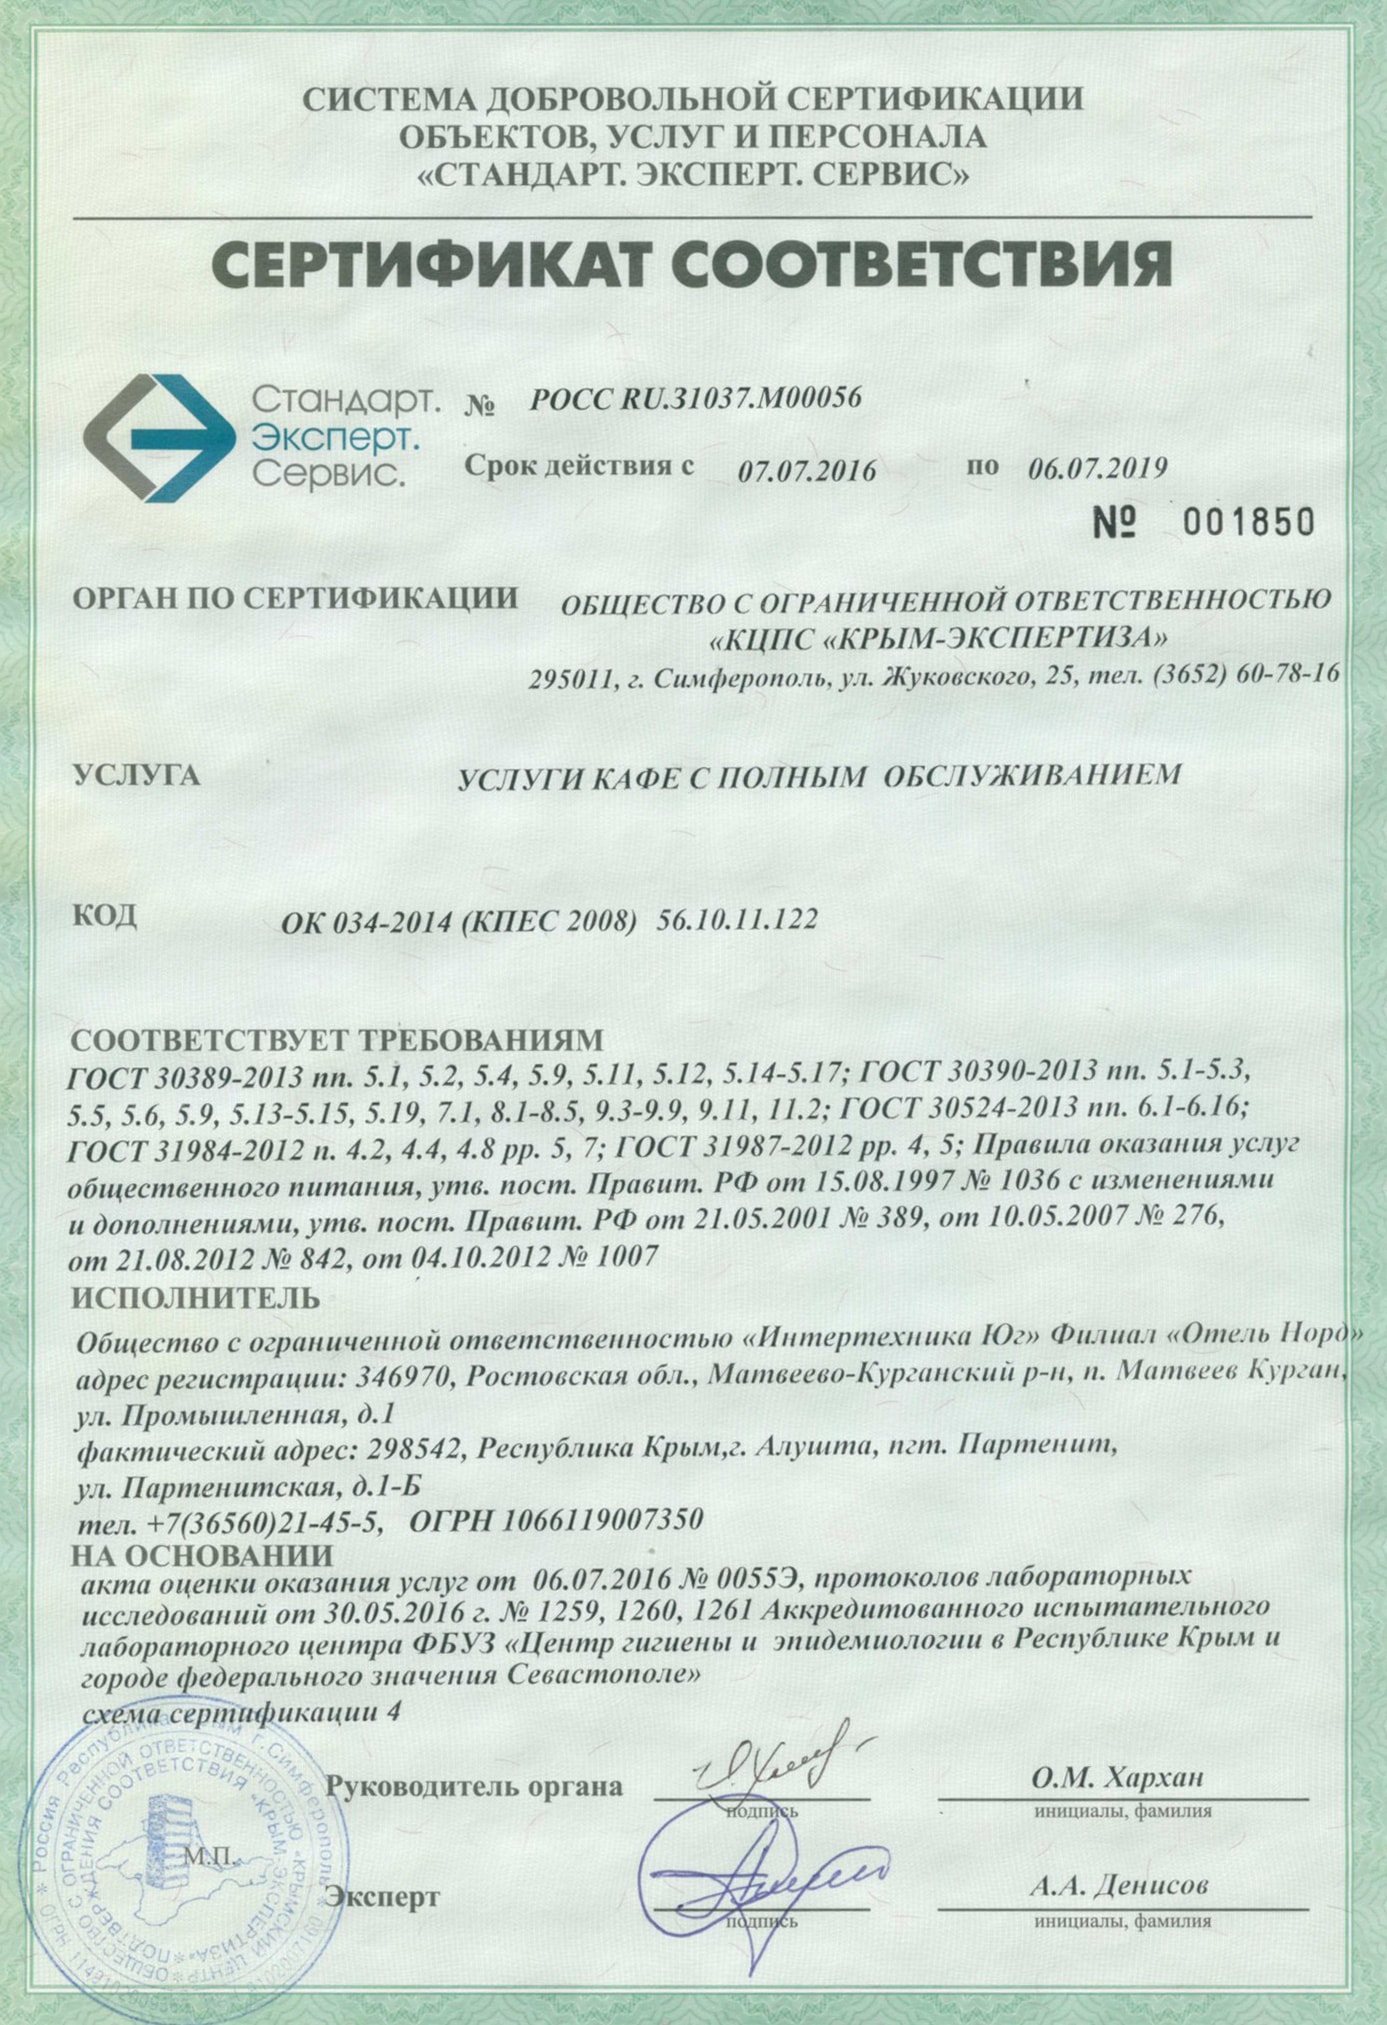 СИСТЕМА ДОБРОВОЛЬНОЙ СЕРТИФИКАЦИИ
ОБЪЕКТОВ, УСЛУГ И ПЕРСОНАЛА
«СТАНДАРТ. ЭКСПЕРТ. СЕРВИС»
СЕРТИФИКАТ СООТВЕТСТВИЯ
Стандарт.
Эксперт.
Сервис.
№ РОСС RU.31037.М00056
Срок действия с 07.07.2016 по 06.07.2019
№ 001850
ОРГАН ПО СЕРТИФИКАЦИИ ОБЩЕСТВО С ОГРАНИЧЕННОЙ ОТВЕТСТВЕННОСТЬЮ
«КЦПС «КРЫМ-ЭКСПЕРТИЗА»
295011, г. Симферополь, ул. Жуковского, 25, тел. (3652) 60-78-16
УСЛУГА УСЛУГИ КАФЕ С ПОЛНЫМ ОБСЛУЖИВАНИЕМ
КОД ОК 034-2014 (КПЕС 2008) 56.10.11.122
СООТВЕТСТВУЕТ ТРЕБОВАНИЯМ
ГОСТ 30389-2013 пп. 5.1, 5.2, 5.4, 5.9, 5.11, 5.12, 5.14-5.17; ГОСТ 30390-2013 пп. 5.1-5.3,
5.5, 5.6, 5.9, 5.13-5.15, 5.19, 7.1, 8.1-8.5, 9.3-9.9, 9.11, 11.2; ГОСТ 30524-2013 пп. 6.1-6.16;
ГОСТ 31984-2012 п. 4.2, 4.4, 4.8 рр. 5, 7; ГОСТ 31987-2012 рр. 4, 5; Правила оказания услуг
общественного питания, утв. пост. Правит. РФ от 15.08.1997 № 1036 с изменениями
и дополнениями, утв. пост. Правит. РФ от 21.05.2001 № 389, от 10.05.2007 № 276,
от 21.08.2012 № 842, от 04.10.2012 № 1007
ИСПОЛНИТЕЛЬ
Общество с ограниченной ответственностью «Интертехника Юг» Филиал «Отель Норд»
адрес регистрации: 346970, Ростовская обл., Матвеево-Курганский р-н, п. Матвеев Курган,
ул. Промышленная, д.1
фактический адрес: 298542, Республика Крым,г. Алушта, пгт. Партенит,
ул. Партенитская, д.1-Б
тел. +7(36560)21-45-5, ОГРН 1066119007350
НА ОСНОВАНИИ
акта оценки оказания услуг от 06.07.2016 № 0055Э, протоколов лабораторных
исследований от 30.05.2016 г. № 1259, 1260, 1261 Аккредитованного испытательного
лабораторного центра ФБУЗ «Центр гигиены и эпидемиологии в Республике Крым и
городе федерального значения Севастополе»
схема сертификации 4
Руководитель органа О.М. Хархан
подпись инициалы, фамилия
М.П.
Эксперт А.А. Денисов
подпись инициалы, фамилия
Россия Республика Крым г. Симферополь
ОБЩЕСТВО С ОГРАНИЧЕННОЙ ОТВЕТСТВЕННОСТЬЮ «КРЫМСКИЙ ЦЕНТР
ПОДТВЕРЖДЕНИЯ СООТВЕТСТВИЯ «КРЫМ-ЭКСПЕРТИЗА»